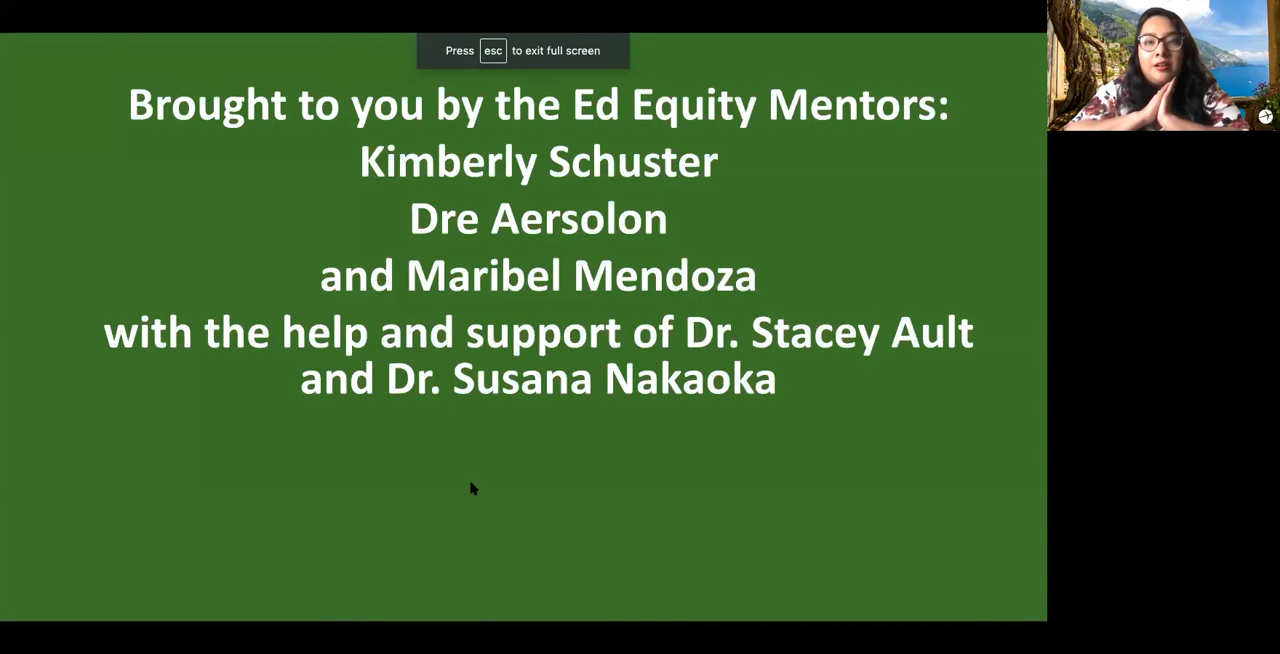 Press esc to exit full screen
Brought to you by the Ed Equity Mentors:
Kimberly Schuster
Dre Aersolon
and Maribel Mendoza
with the help and support of Dr. Stacey Ault
and Dr. Susana Nakaoka